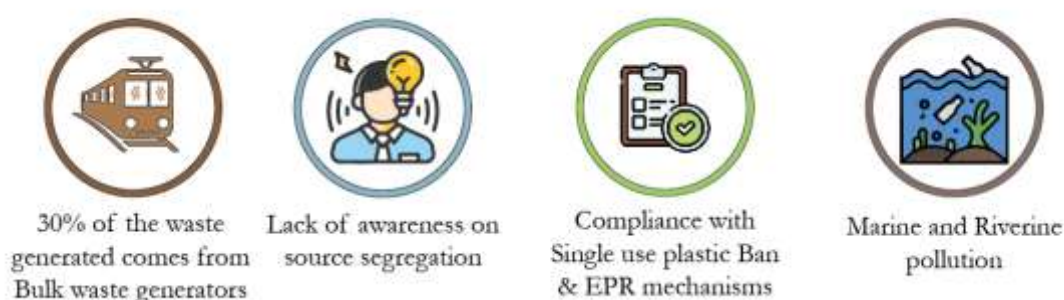 30% of the waste
generated comes from
Bulk waste generators
Lack of awareness on
source segregation
Compliance with
Single use plastic Ban
& EPR mechanisms
Marine and Riverine
pollution